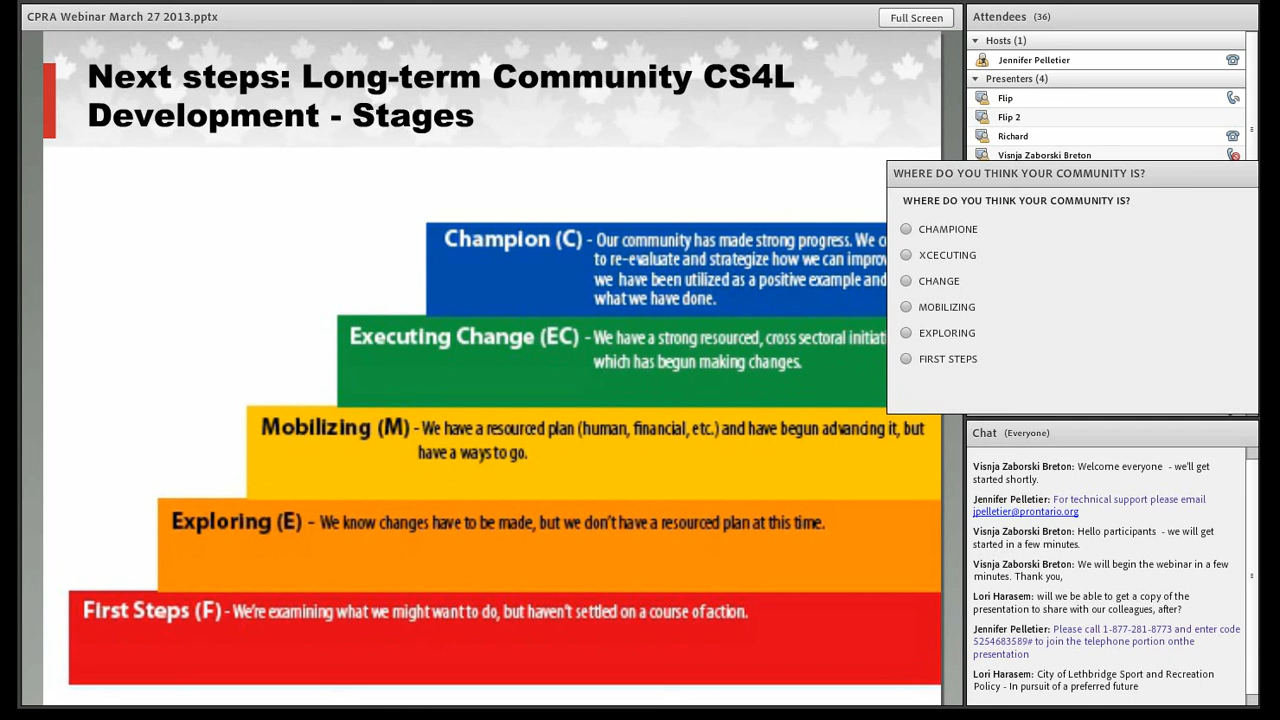 CPRA Webinar March 27 2013.pptx
Full Screen
Next steps: Long-term Community CS4L
Development - Stages
Champion (C) - Our community has made strong progress. We
to re-evaluate and strategize how we can
we have been utilized as a positive example and
what we have done.
Executing Change (EC) - We have a strong resourced, cross sectoral
which has begun making changes.
Mobilizing (M) - We have a resourced plan (human, financial, etc.) and have begun advancing it, but
have a ways to go.
Exploring (E) - We know changes have to be made, but we don't have a resourced plan at this time.
First Steps (F) - We're examining what we might want to do, but haven't settled on a course of action.
Attendees (36)
Hosts (1)
Jennifer Pelletier
Presenters (4)
Flip
Flip 2
Richard
Visnja Zaborski Breton
WHERE DO YOU THINK YOUR COMMUNITY IS?
WHERE DO YOU THINK YOUR COMMUNITY IS?
CHAMPIONE
XCECUTING
CHANGE
MOBILIZING
EXPLORING
FIRST STEPS
Chat (Everyone)
Visnja Zaborski Breton: Welcome everyone - we'll get
started shortly.
Jennifer Pelletier: For technical support please email
jpelletier@prontario.org
Visnja Zaborski Breton: Hello participants - we will get
started in a few minutes.
Visnja Zaborski Breton: We will begin the webinar in a few
minutes. Thank you,
Lori Harasem: will we be able to get a copy of the
presentation to share with our colleagues, after?
Jennifer Pelletier: Please call 1-877-281-8773 and enter code
5254683589# to join the telephone portion onthe
presentation
Lori Harasem: City of Lethbridge Sport and Recreation
Policy - In pursuit of a preferred future